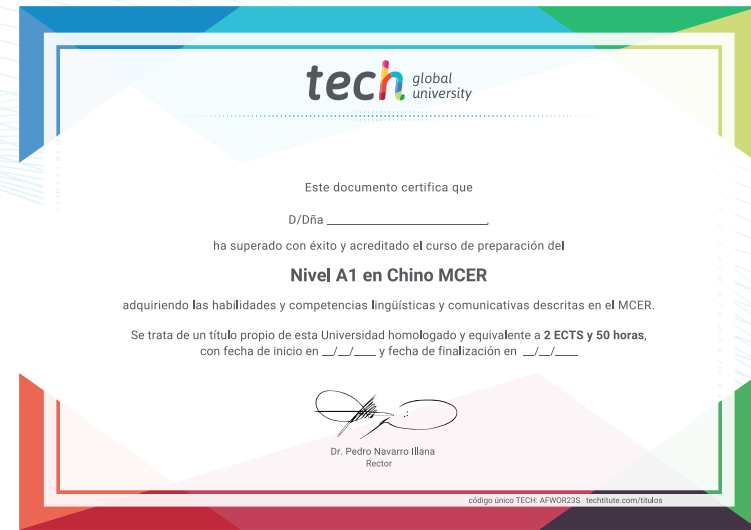 tech global university
Este documento certifica que
D/Dña ________________________,
ha superado con éxito y acreditado el curso de preparación del
Nivel A1 en Chino MCER
adquiriendo las habilidades y competencias lingüísticas y comunicativas descritas en el MCER.
Se trata de un título propio de esta Universidad homologado y equivalente a 2 ECTS y 50 horas,
con fecha de inicio en __/__/____ y fecha de finalización en __/__/____
Dr. Pedro Navarro Illana
Rector
código único TECH: AFWOR23S techtitute.com/titulos